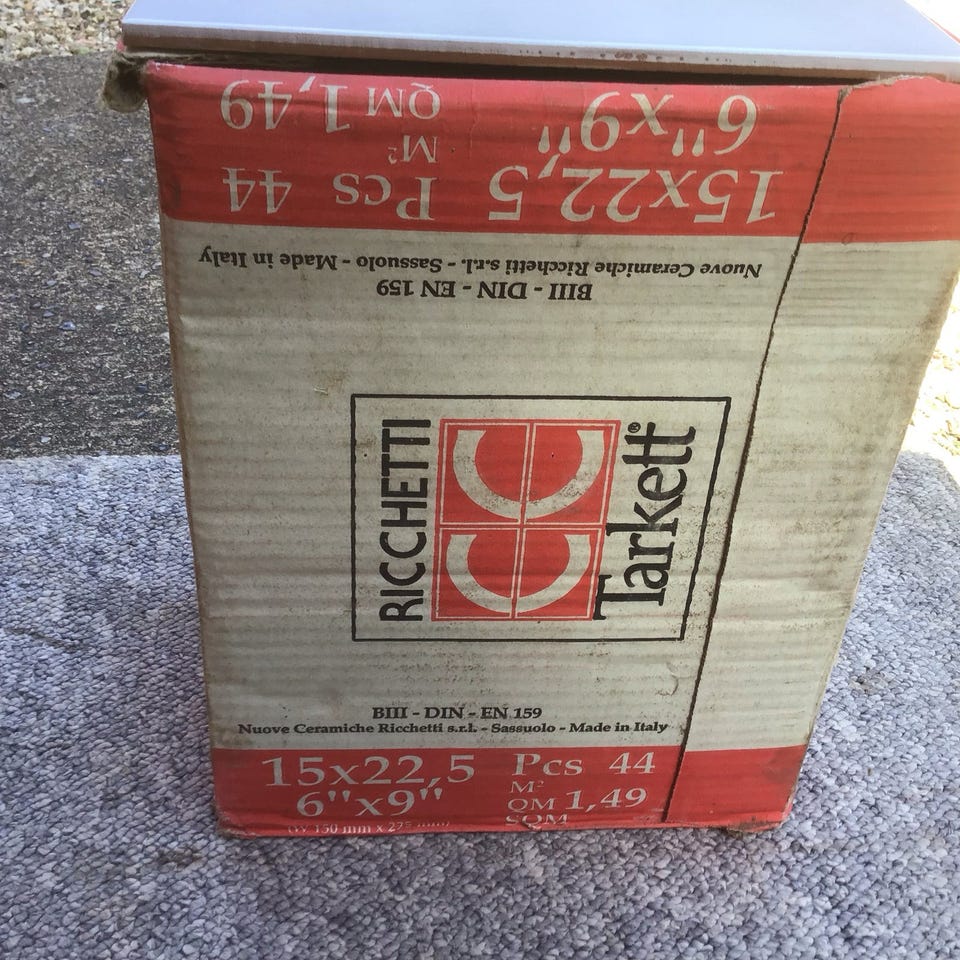 15x22,5 Pcs 44
6"x9" M²
QM 1,49
Nuove Ceramiche Ricchetti s.r.l. - Sassuolo - Made in Italy
BIII - DIN - EN 159
RICCHETTI
Tarkett®
BIII - DIN - EN 159
Nuove Ceramiche Ricchetti s.r.l. - Sassuolo - Made in Italy
15x22,5 Pcs 44
6"x9" M²
QM 1,49
SQM
150 mm x